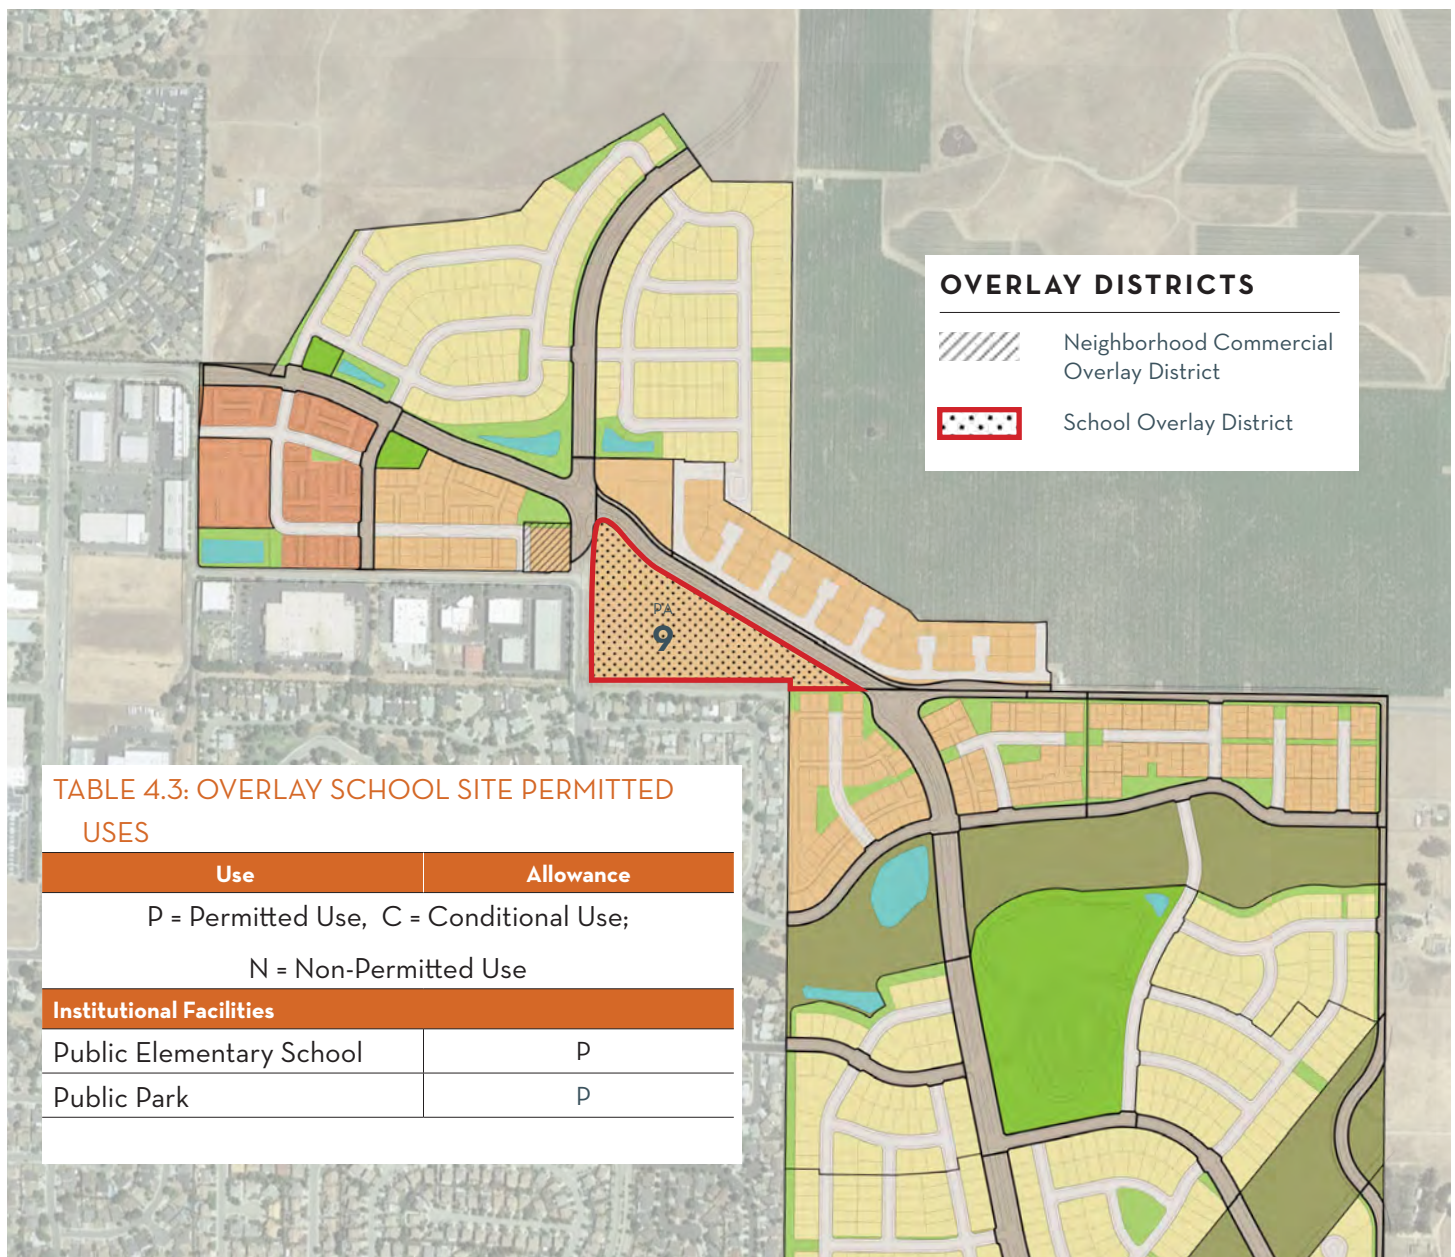 OVERLAY DISTRICTS
Neighborhood Commercial
Overlay District
School Overlay District
PA
9
TABLE 4.3: OVERLAY SCHOOL SITE PERMITTED
USES
Use Allowance
P = Permitted Use, C = Conditional Use;
N = Non-Permitted Use
Institutional Facilities
Public Elementary School P
Public Park P